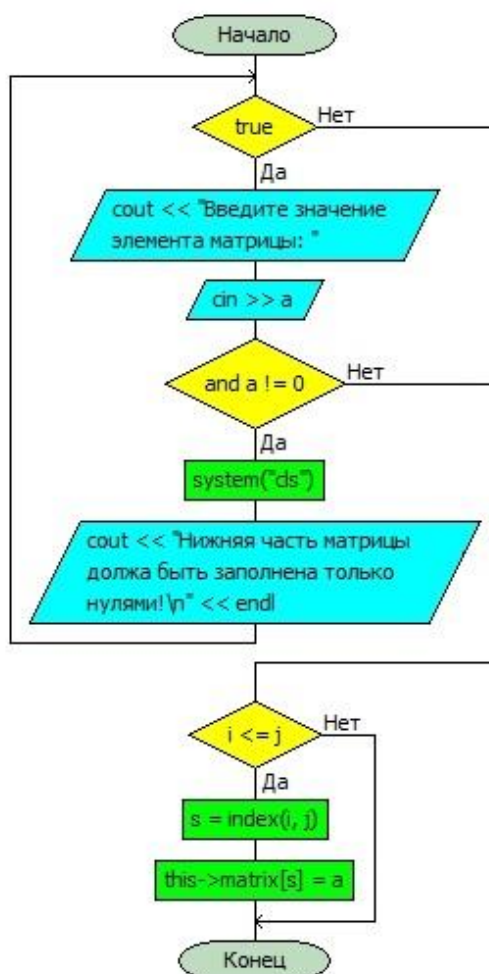 Начало
true
Нет
Да
cout << "Введите значение
элемента матрицы: "
cin >> a
and a != 0
Нет
Да
system("cls")
cout << "Нижняя часть матрицы
должа быть заполнена только
нулями!\n" << endl
i <= j
Нет
Да
s = index(i, j)
this->matrix[s] = a
Конец